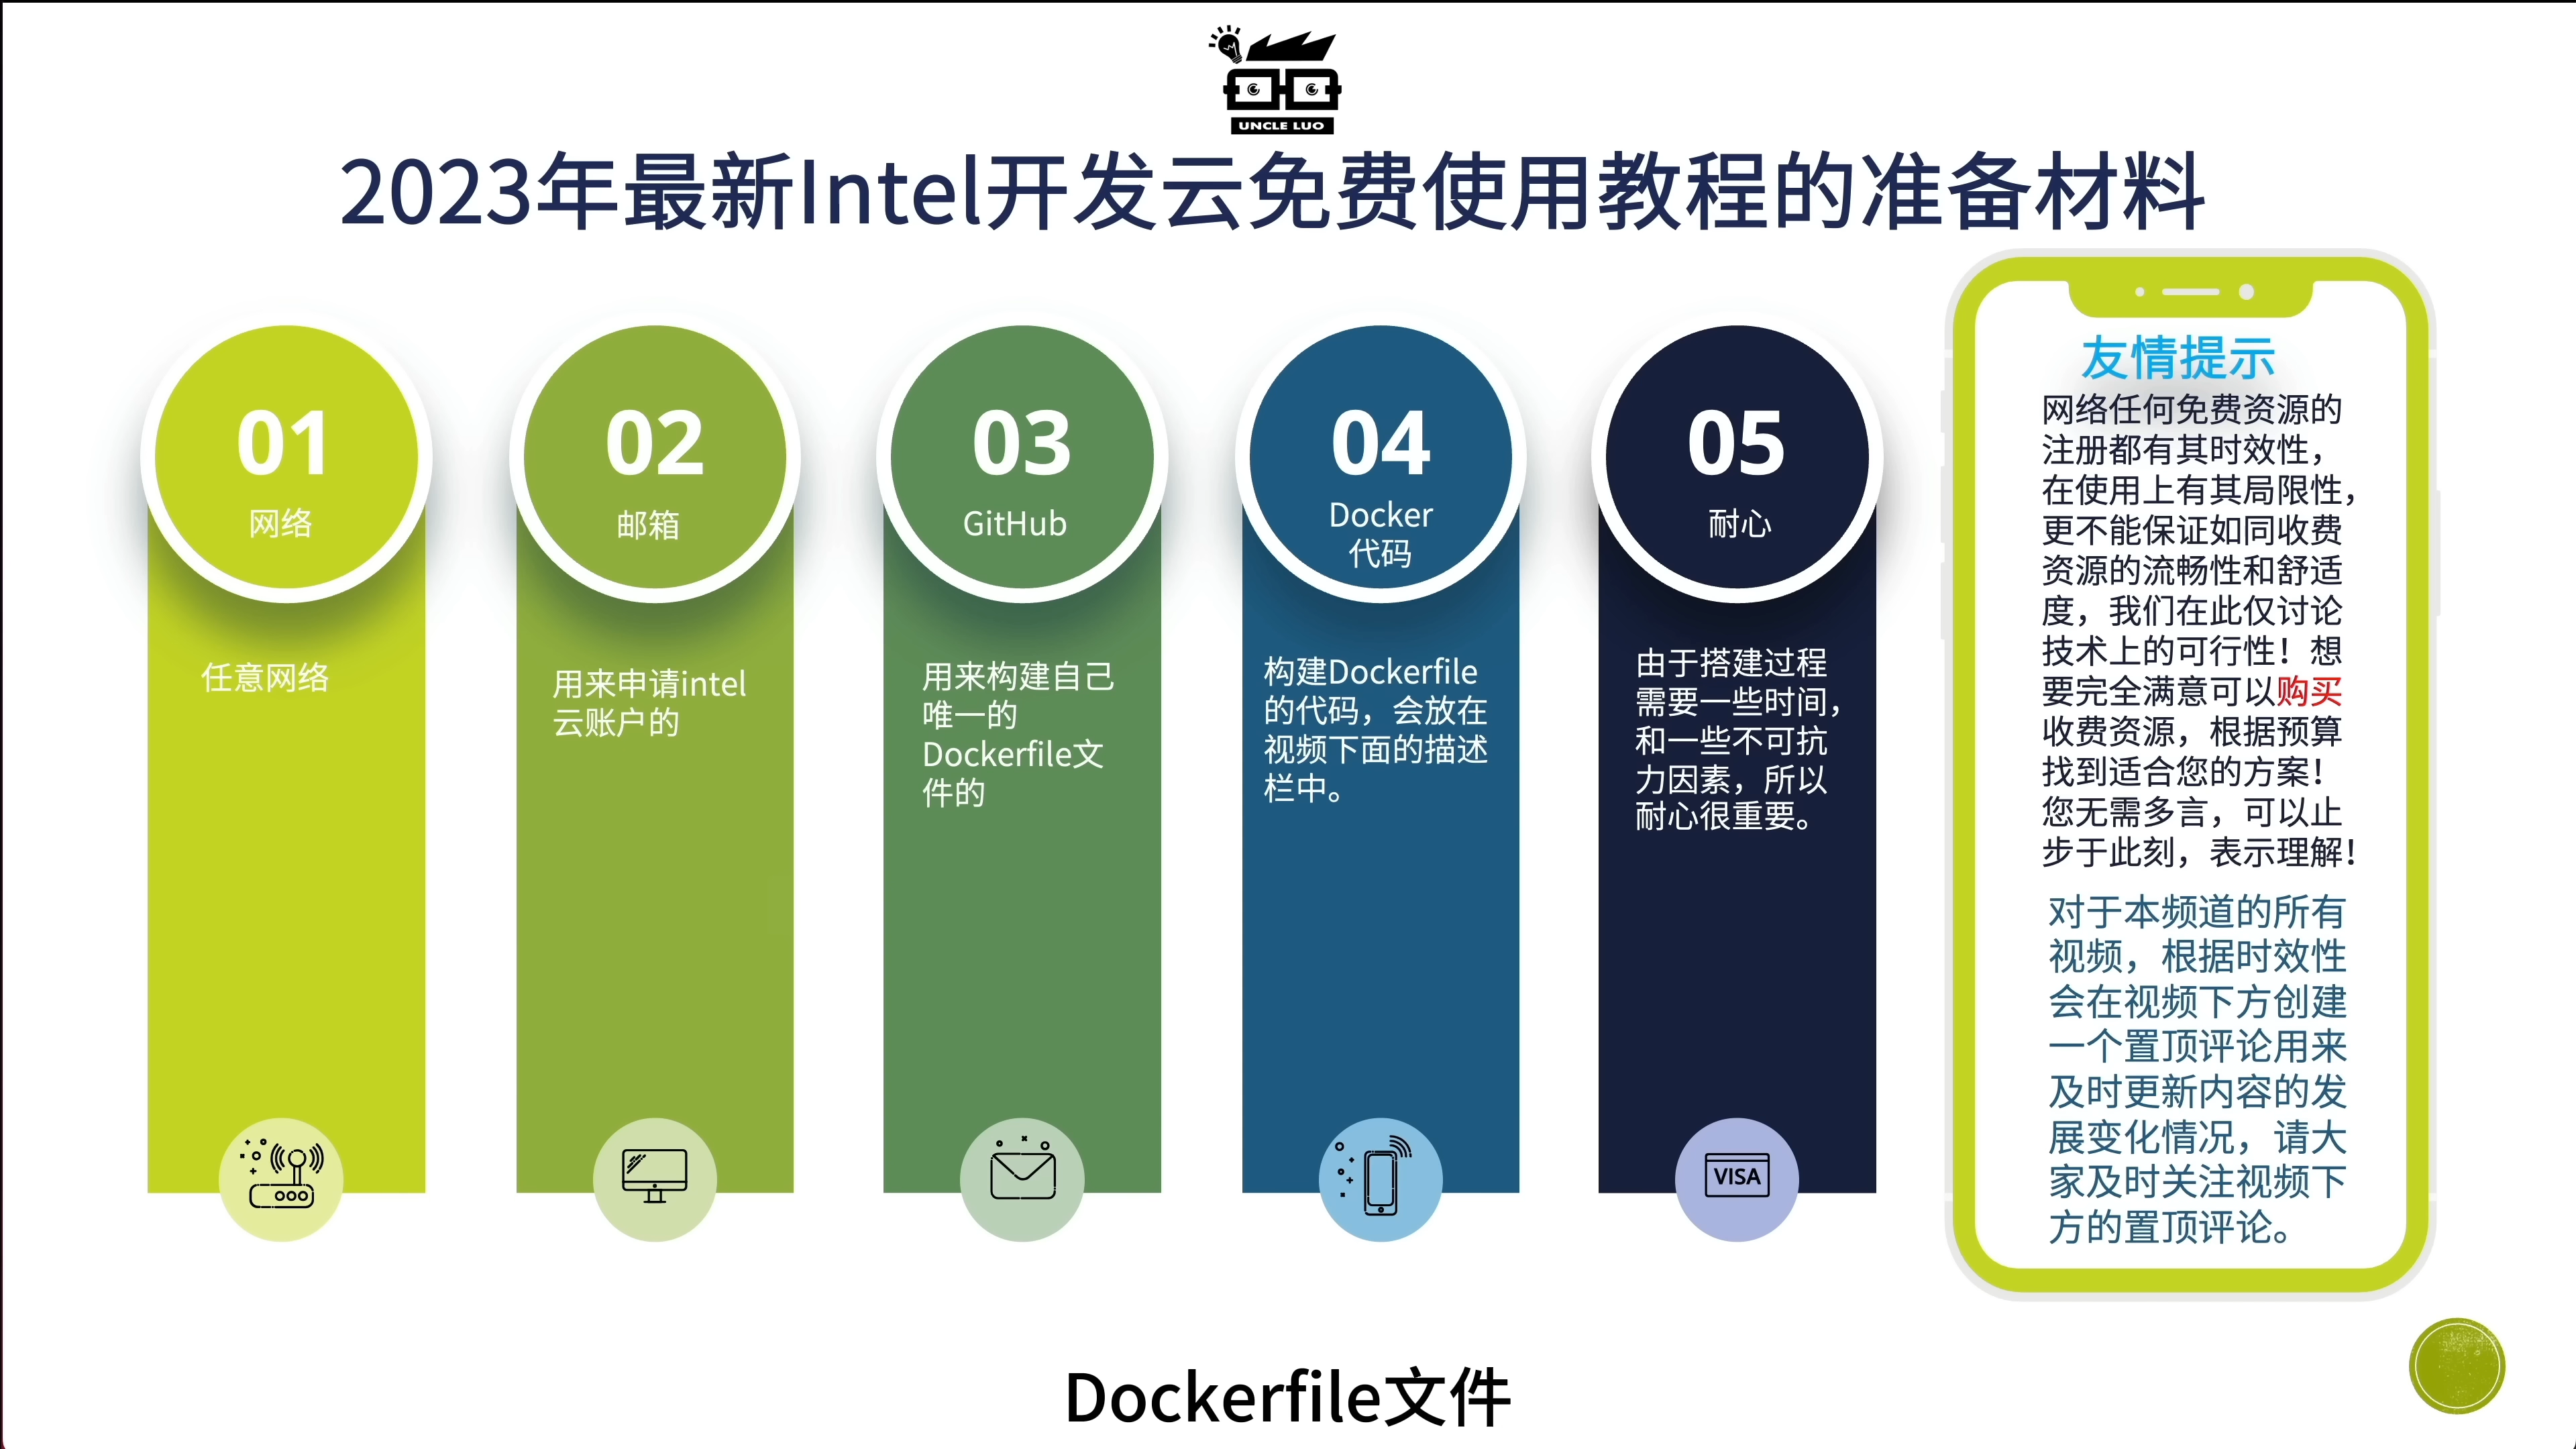 UNCLE LUO
2023年最新Intel开发云免费使用教程的准备材料
01
网络
任意网络
02
邮箱
用来申请intel
云账户的
03
GitHub
用来构建自己
唯一的
Dockerfile文
件的
04
Docker
代码
构建Dockerfile
的代码，会放在
视频下面的描述
栏中。
05
耐心
由于搭建过程
需要一些时间，
和一些不可抗
力因素，所以
耐心很重要。
VISA
友情提示
网络任何免费资源的
注册都有其时效性，
在使用上有其局限性，
更不能保证如同收费
资源的流畅性和舒适
度，我们在此仅讨论
技术上的可行性！想
要完全满意可以购买
收费资源，根据预算
找到适合您的方案！
您无需多言，可以止
步于此刻，表示理解！
对于本频道的所有
视频，根据时效性
会在视频下方创建
一个置顶评论用来
及时更新内容的发
展变化情况，请大
家及时关注视频下
方的置顶评论。
Dockerfile文件